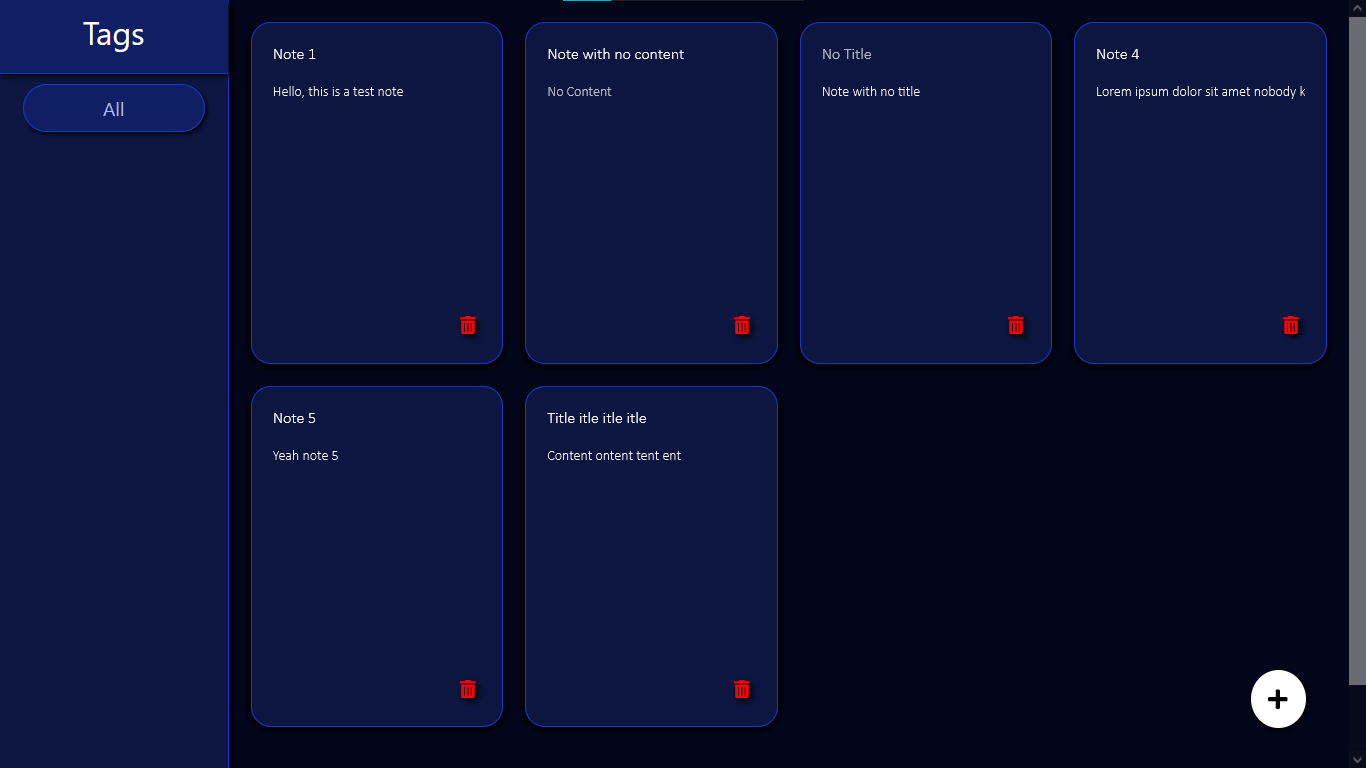 Tags
All
Note 1
Hello, this is a test note
Note with no content
No Content
No Title
Note with no title
Note 4
Lorem ipsum dolor sit amet nobody k
Note 5
Yeah note 5
Title itle itle itle
Content ontent tent ent